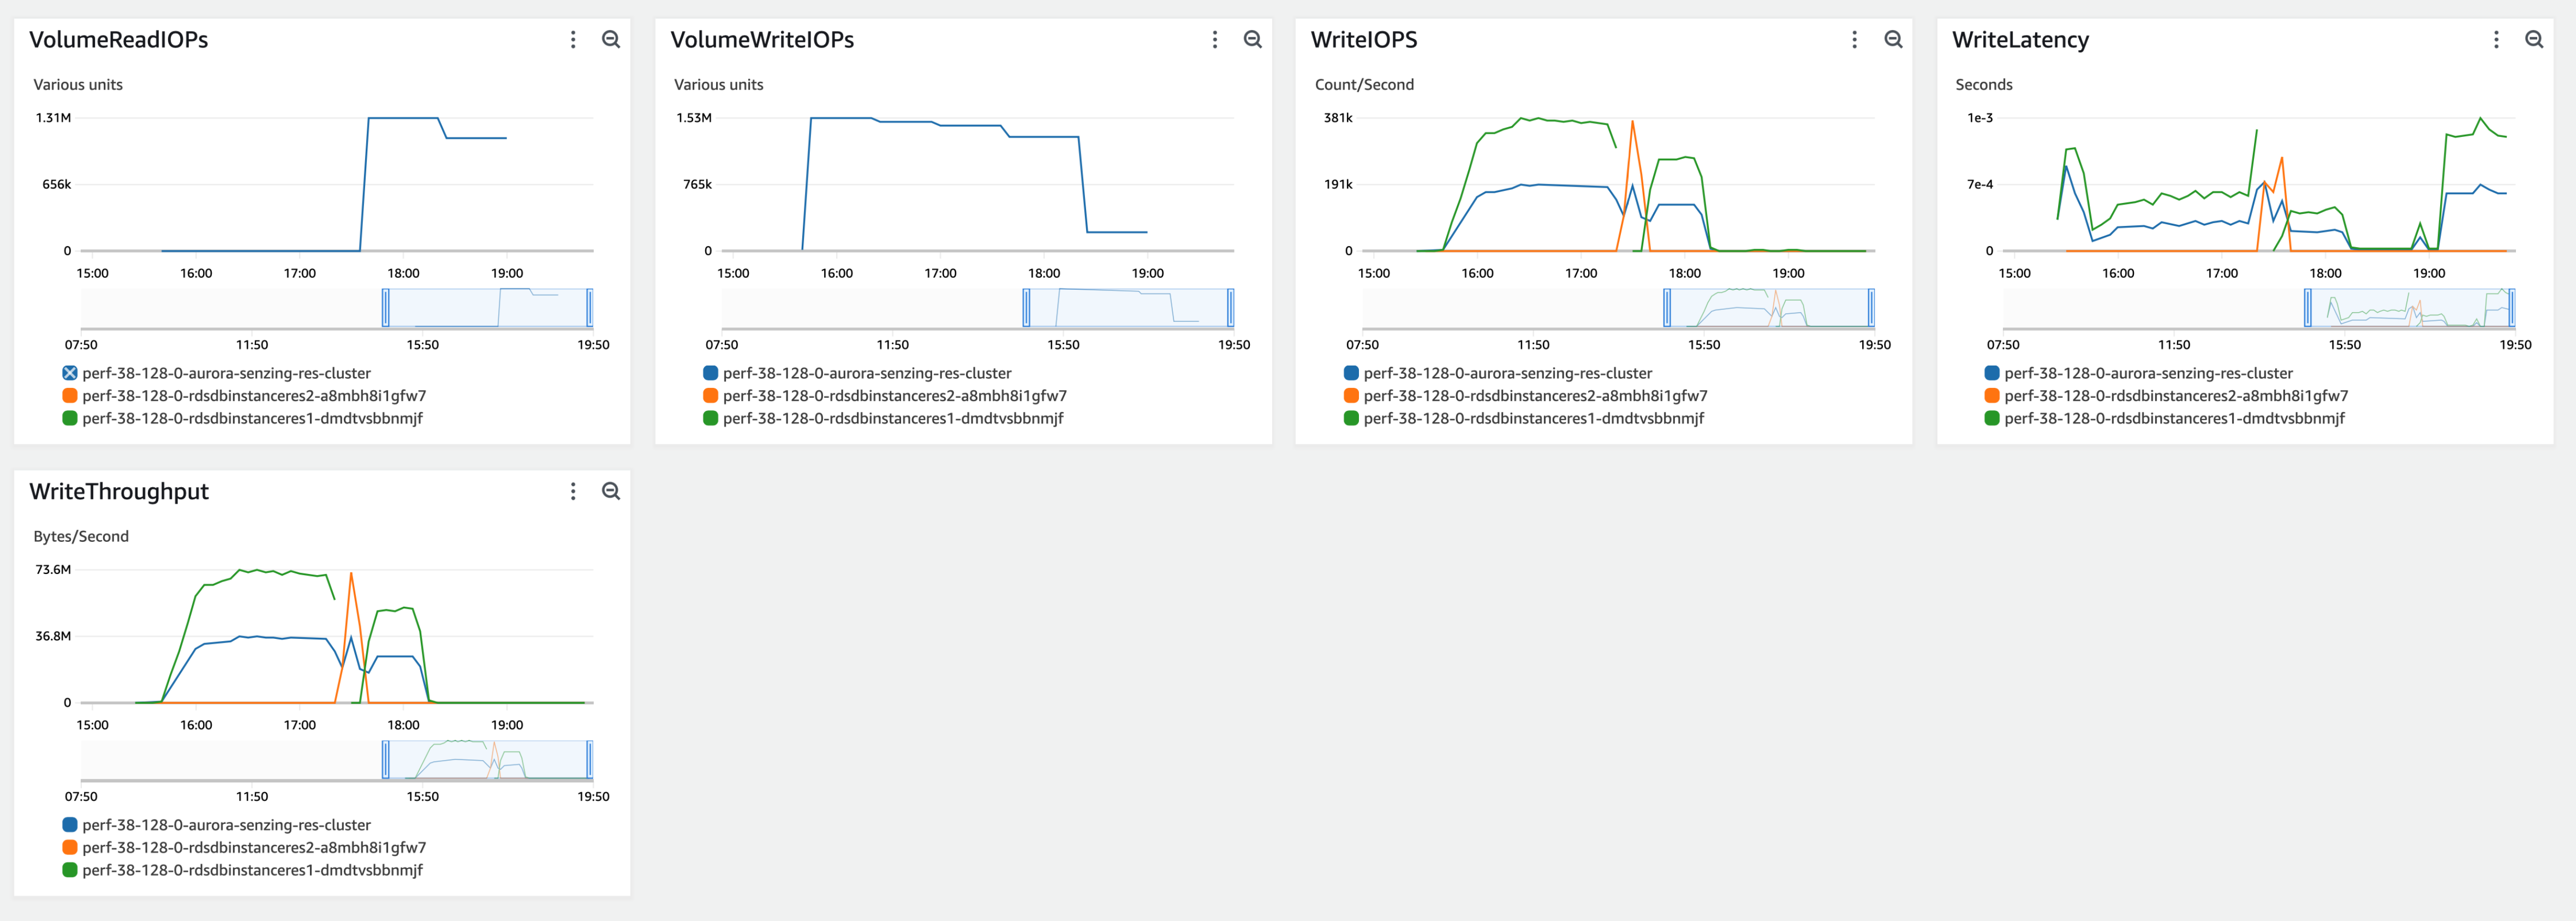 VolumeReadIOPs
Various units
1.31M
656k
0
15:00 16:00 17:00 18:00 19:00
07:50 11:50 15:50 19:50
perf-38-128-0-aurora-senzing-res-cluster
perf-38-128-0-rdsdbinstanceres2-a8mbh8i1gfw7
perf-38-128-0-rdsdbinstanceres1-dmdtvsbbnmjf
VolumeWriteIOPs
Various units
1.53M
765k
0
15:00 16:00 17:00 18:00 19:00
07:50 11:50 15:50 19:50
perf-38-128-0-aurora-senzing-res-cluster
perf-38-128-0-rdsdbinstanceres2-a8mbh8i1gfw7
perf-38-128-0-rdsdbinstanceres1-dmdtvsbbnmjf
WriteIOPS
Count/Second
381k
191k
0
15:00 16:00 17:00 18:00 19:00
07:50 11:50 15:50 19:50
perf-38-128-0-aurora-senzing-res-cluster
perf-38-128-0-rdsdbinstanceres2-a8mbh8i1gfw7
perf-38-128-0-rdsdbinstanceres1-dmdtvsbbnmjf
WriteLatency
Seconds
1e-3
7e-4
0
15:00 16:00 17:00 18:00 19:00
07:50 11:50 15:50 19:50
perf-38-128-0-aurora-senzing-res-cluster
perf-38-128-0-rdsdbinstanceres2-a8mbh8i1gfw7
perf-38-128-0-rdsdbinstanceres1-dmdtvsbbnmjf
WriteThroughput
Bytes/Second
73.6M
36.8M
0
15:00 16:00 17:00 18:00 19:00
07:50 11:50 15:50 19:50
perf-38-128-0-aurora-senzing-res-cluster
perf-38-128-0-rdsdbinstanceres2-a8mbh8i1gfw7
perf-38-128-0-rdsdbinstanceres1-dmdtvsbbnmjf